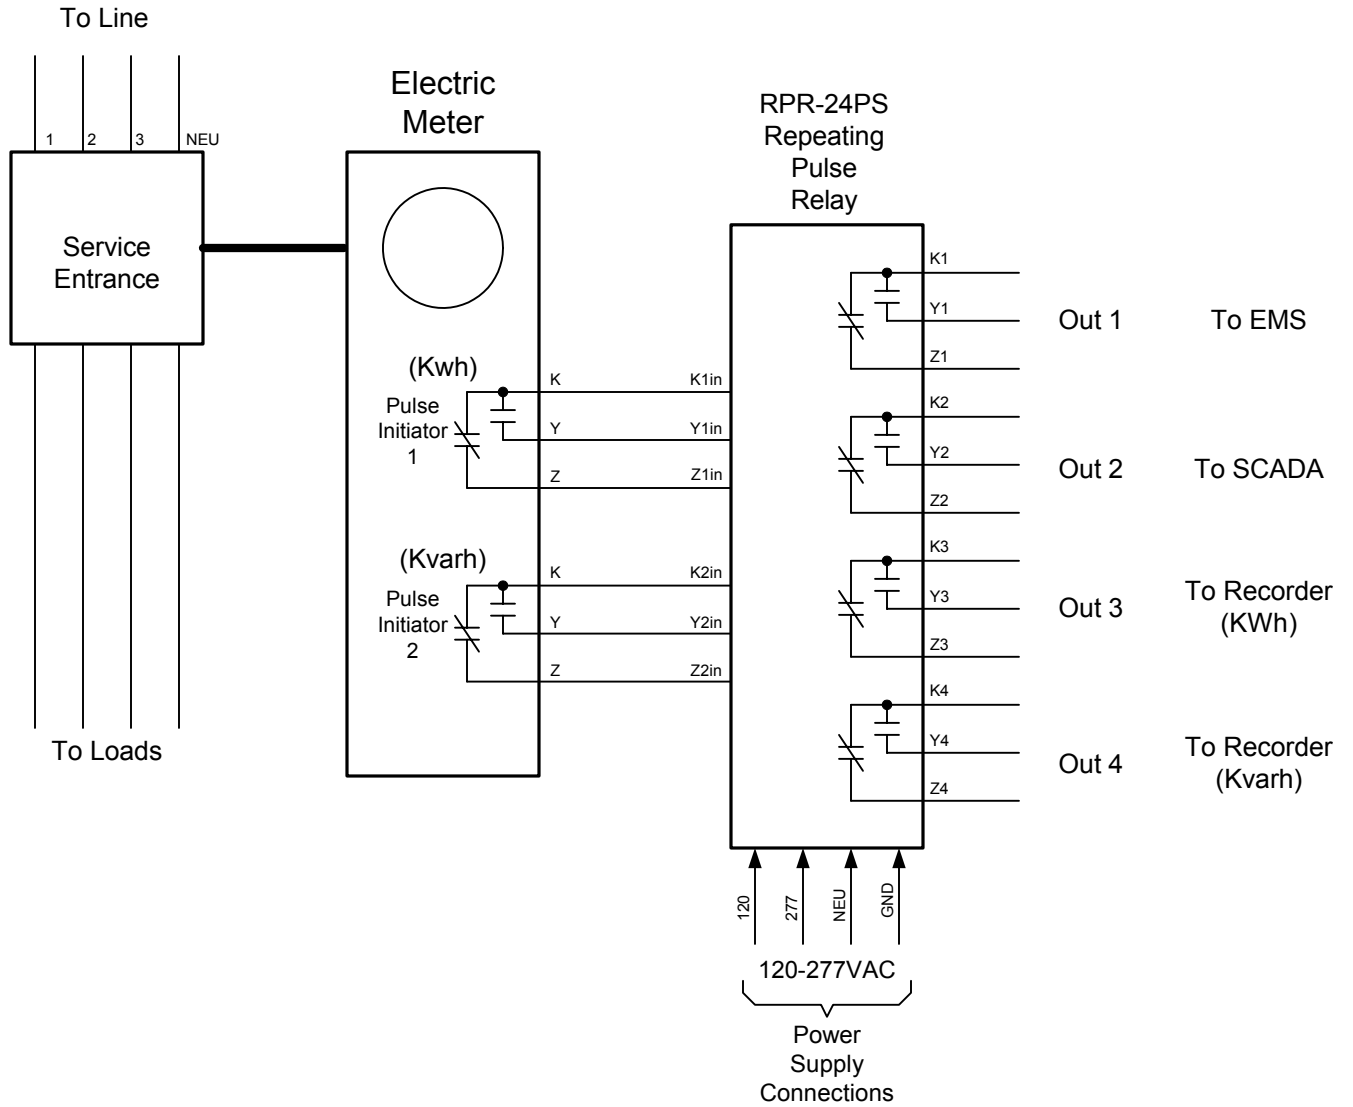 To Line
1
2
3
NEU
Service
Entrance
To Loads
Electric
Meter
(Kwh)
Pulse
Initiator
1
K
Y
Z
(Kvarh)
Pulse
Initiator
2
K
Y
Z
K1in
Y1in
Z1in
K2in
Y2in
Z2in
RPR-24PS
Repeating
Pulse
Relay
K1
Y1
Z1
Out 1
To EMS
K2
Y2
Z2
Out 2
To SCADA
K3
Y3
Z3
Out 3
To Recorder
(KWh)
K4
Y4
Z4
Out 4
To Recorder
(Kvarh)
120
277
NEU
GND
120-277VAC
Power
Supply
Connections